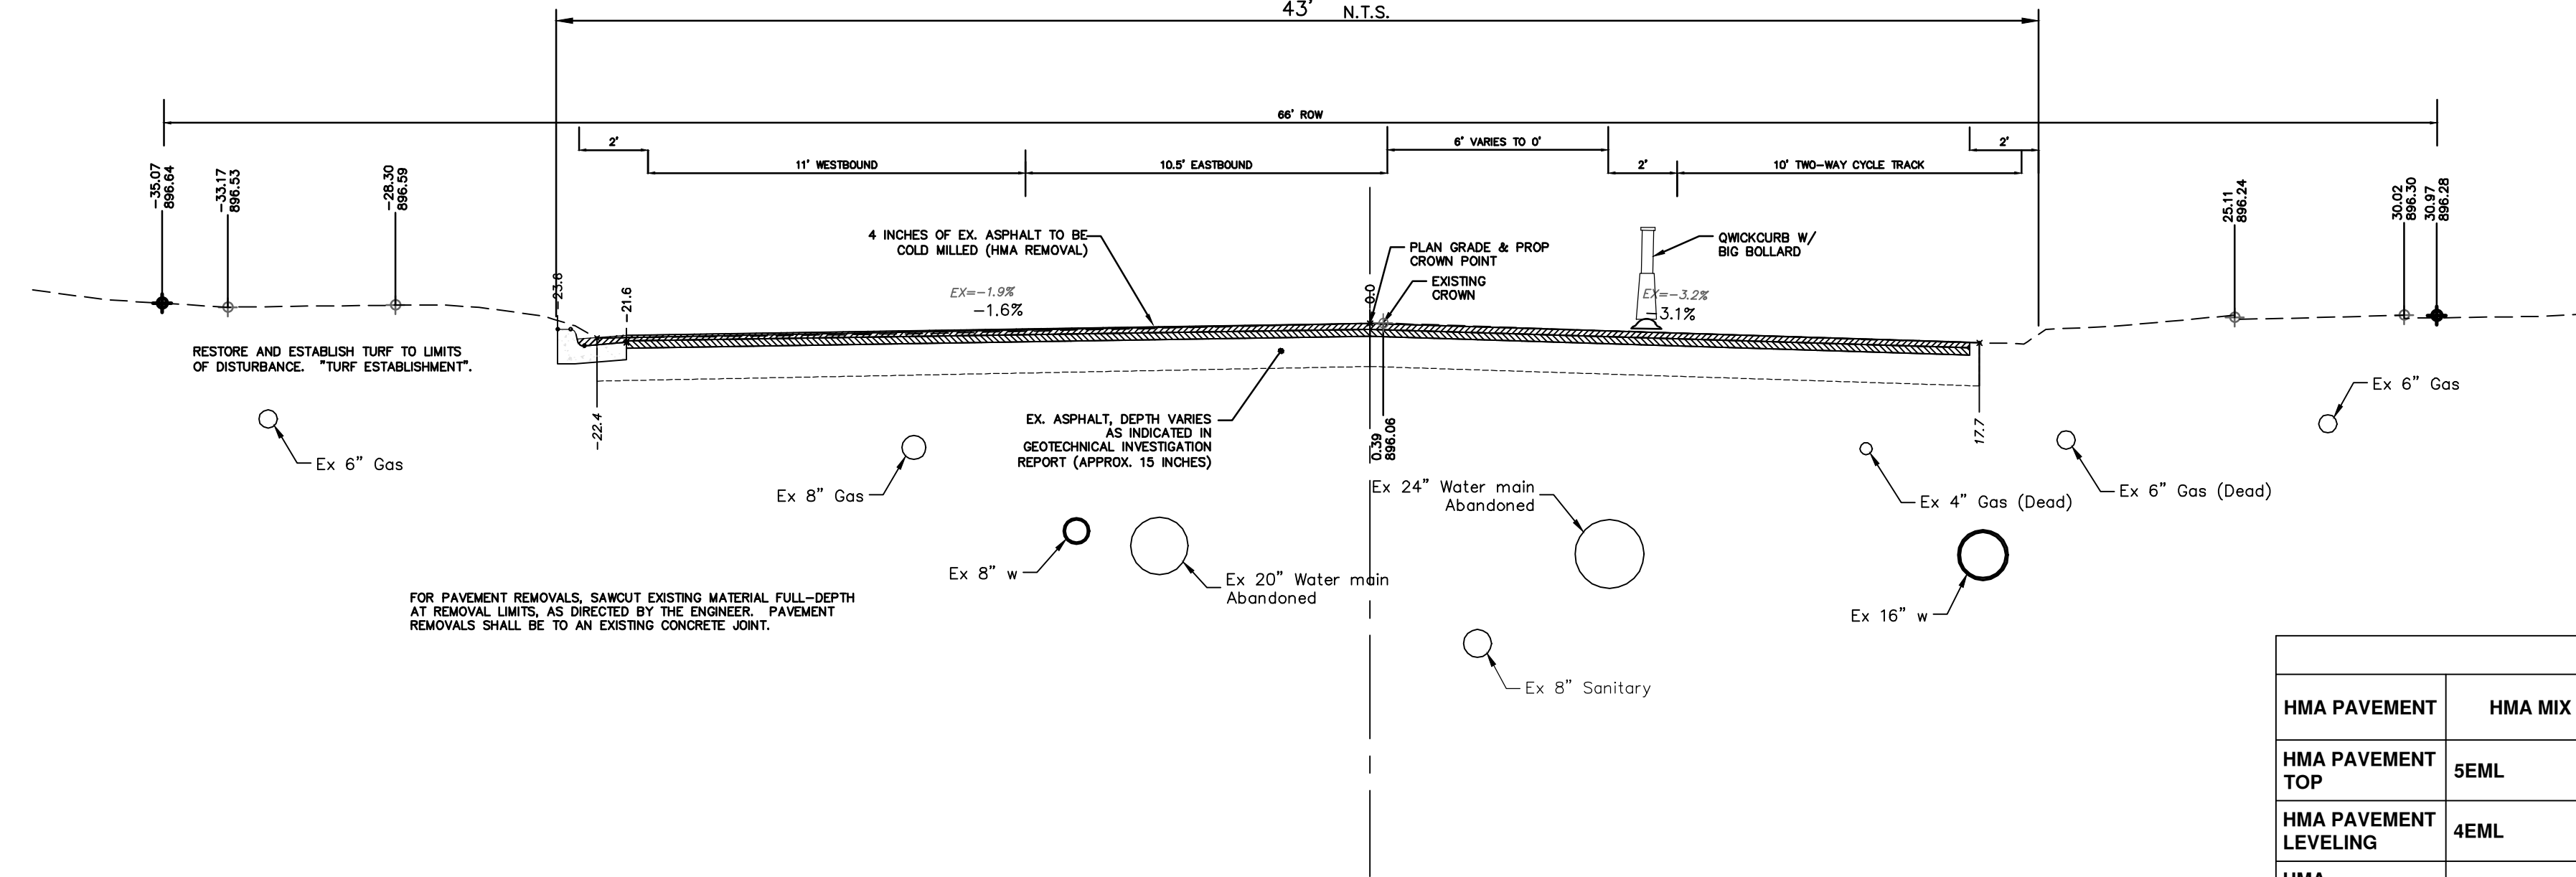 43' N.T.S.
66' ROW
2'
6' VARIES TO 0'
2'
11' WESTBOUND
10.5' EASTBOUND
2'
10' TWO-WAY CYCLE TRACK
-35.07
896.64
-33.17
896.53
-28.30
896.59
25.11
896.24
30.02
896.30
30.97
896.28
4 INCHES OF EX. ASPHALT TO BE
COLD MILLED (HMA REMOVAL)
PLAN GRADE & PROP
CROWN POINT
EXISTING
CROWN
QWICKCURB W/
BIG BOLLARD
-23.6
-21.6
EX=-1.9%
-1.6%
0.0
EX=-3.2%
-3.1%
RESTORE AND ESTABLISH TURF TO LIMITS
OF DISTURBANCE. "TURF ESTABLISHMENT".
-22.4
EX. ASPHALT, DEPTH VARIES
AS INDICATED IN
GEOTECHNICAL INVESTIGATION
REPORT (APPROX. 15 INCHES)
0.39
896.06
17.7
Ex 6" Gas
Ex 6" Gas
Ex 8" Gas
Ex 24" Water main
Abandoned
Ex 4" Gas (Dead)
Ex 6" Gas (Dead)
Ex 8" w
Ex 20" Water main
Abandoned
Ex 16" w
FOR PAVEMENT REMOVALS, SAWCUT EXISTING MATERIAL FULL-DEPTH
AT REMOVAL LIMITS, AS DIRECTED BY THE ENGINEER. PAVEMENT
REMOVALS SHALL BE TO AN EXISTING CONCRETE JOINT.
Ex 8" Sanitary
HMA PAVEMENT HMA MIX
HMA PAVEMENT
TOP
5EML
HMA PAVEMENT
LEVELING
4EML
HMA